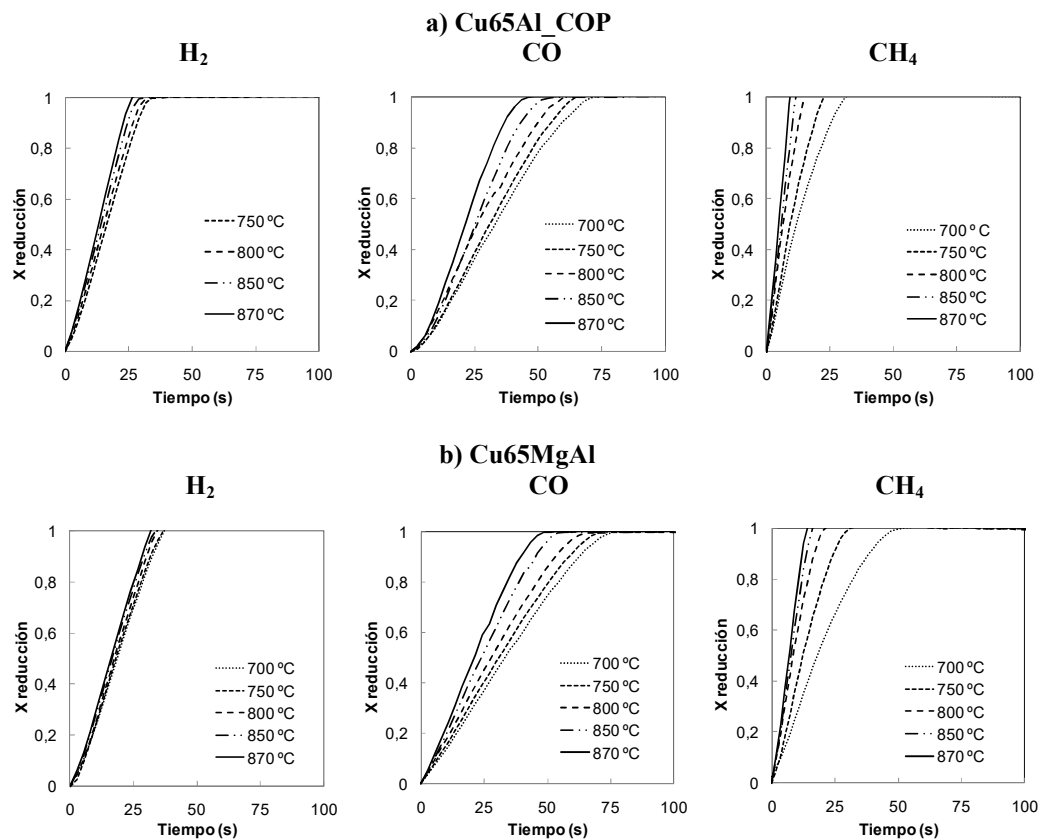 a) Cu65Al_COP
H2 CO CH4
1
0,8
0,6
0,4
0,2
0
X reducción
750 ºC
800 ºC
850 ºC
870 ºC
0 25 50 75 100
Tiempo (s)
1
0,8
0,6
0,4
0,2
0
X reducción
700 ºC
750 ºC
800 ºC
850 ºC
870 ºC
0 25 50 75 100
Tiempo (s)
1
0,8
0,6
0,4
0,2
0
X reducción
700 º C
750 ºC
800 ºC
850 ºC
870 ºC
0 25 50 75 100
Tiempo (s)
b) Cu65MgAl
H2 CO CH4
1
0,8
0,6
0,4
0,2
0
X reducción
700 ºC
750 ºC
800 ºC
850 ºC
870 ºC
0 25 50 75 100
Tiempo (s)
1
0,8
0,6
0,4
0,2
0
X reducción
700 ºC
750 ºC
800 ºC
850 ºC
870 ºC
0 25 50 75 100
Tiempo (s)
1
0,8
0,6
0,4
0,2
0
X reducción
700 ºC
750 ºC
800 ºC
850 ºC
870 ºC
0 25 50 75 100
Tiempo (s)